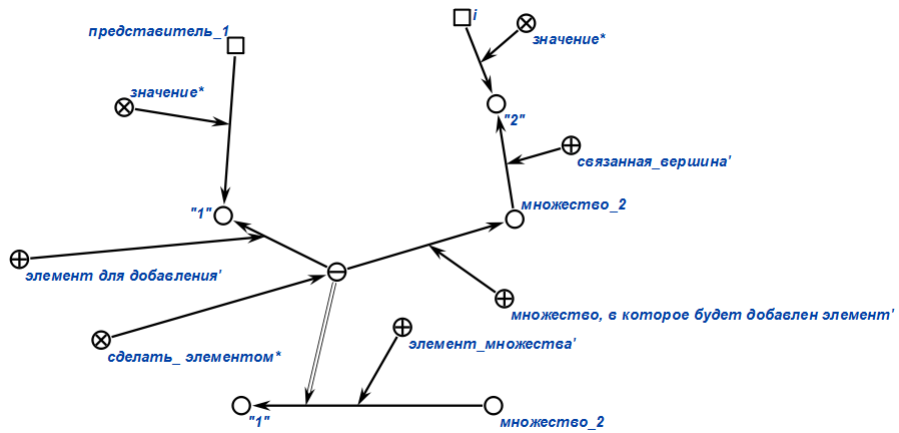 i
представитель_1
значение*
значение*
"2"
связанная_вершина'
"1"
множество_2
элемент для добавления'
множество, в которое будет добавлен элемент'
элемент_множества'
сделать_ элементом*
"1"
множество_2